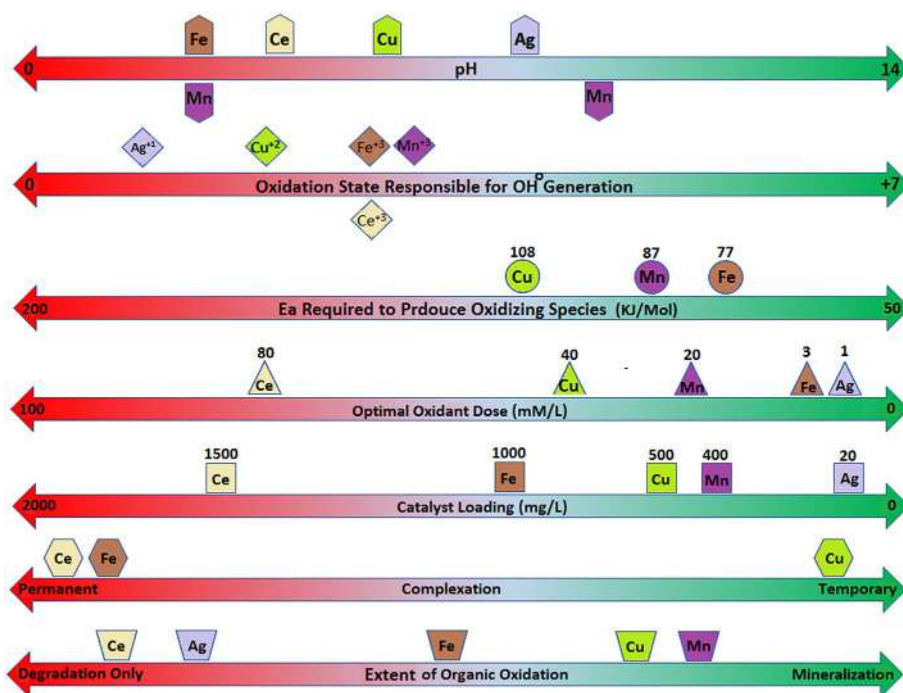 Fe Ce Cu Ag
0 pH 14
Mn Mn
Ag+1 Cu+2 Fe+3 Mn+3
0 Oxidation State Responsible for OH° Generation +7
Ce+3
108 87 77
Cu Mn Fe
200 Ea Required to Prdouce Oxidizing Species (KJ/Mol) 50
80 40 20 3 1
Ce Cu Mn Fe Ag
100 Optimal Oxidant Dose (mM/L) 0
1500 1000 500 400 20
Ce Fe Cu Mn Ag
2000 Catalyst Loading (mg/L) 0
Ce Fe Cu
Permanent Complexation Temporary
Ce Ag Fe Cu Mn
Degradation Only Extent of Organic Oxidation Mineralization